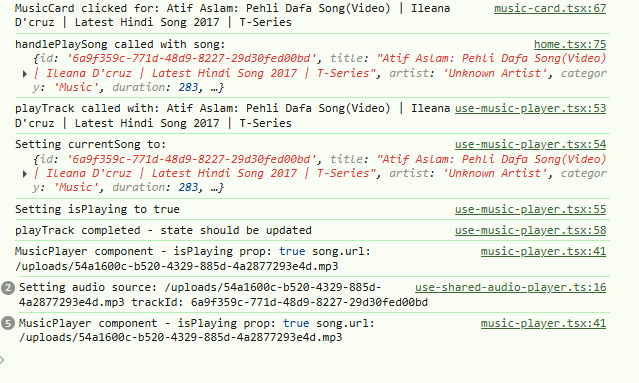 MusicCard clicked for: Atif Aslam: Pehli Dafa Song(Video) | Ileana music-card.tsx:67
D'cruz | Latest Hindi Song 2017 | T-Series
handlePlaySong called with song: home.tsx:75
{id: '6a9f359c-771d-48d9-8227-29d30fed00bd', title: "Atif Aslam: Pehli Dafa Song(Video)
| Ileana D'cruz | Latest Hindi Song 2017 | T-Series", artist: 'Unknown Artist', categor
y: 'Music', duration: 283, …}
playTrack called with: Atif Aslam: Pehli Dafa Song(Video) | Ileana use-music-player.tsx:53
D'cruz | Latest Hindi Song 2017 | T-Series
Setting currentSong to: use-music-player.tsx:54
{id: '6a9f359c-771d-48d9-8227-29d30fed00bd', title: "Atif Aslam: Pehli Dafa Song(Video)
| Ileana D'cruz | Latest Hindi Song 2017 | T-Series", artist: 'Unknown Artist', categor
y: 'Music', duration: 283, …}
Setting isPlaying to true use-music-player.tsx:55
playTrack completed - state should be updated use-music-player.tsx:58
MusicPlayer component - isPlaying prop: true song.url: music-player.tsx:41
/uploads/54a1600c-b520-4329-885d-4a2877293e4d.mp3
2 Setting audio source: /uploads/54a1600c-b520-4329-885d- use-shared-audio-player.ts:16
4a2877293e4d.mp3 trackId: 6a9f359c-771d-48d9-8227-29d30fed00bd
5 MusicPlayer component - isPlaying prop: true song.url: music-player.tsx:41
/uploads/54a1600c-b520-4329-885d-4a2877293e4d.mp3